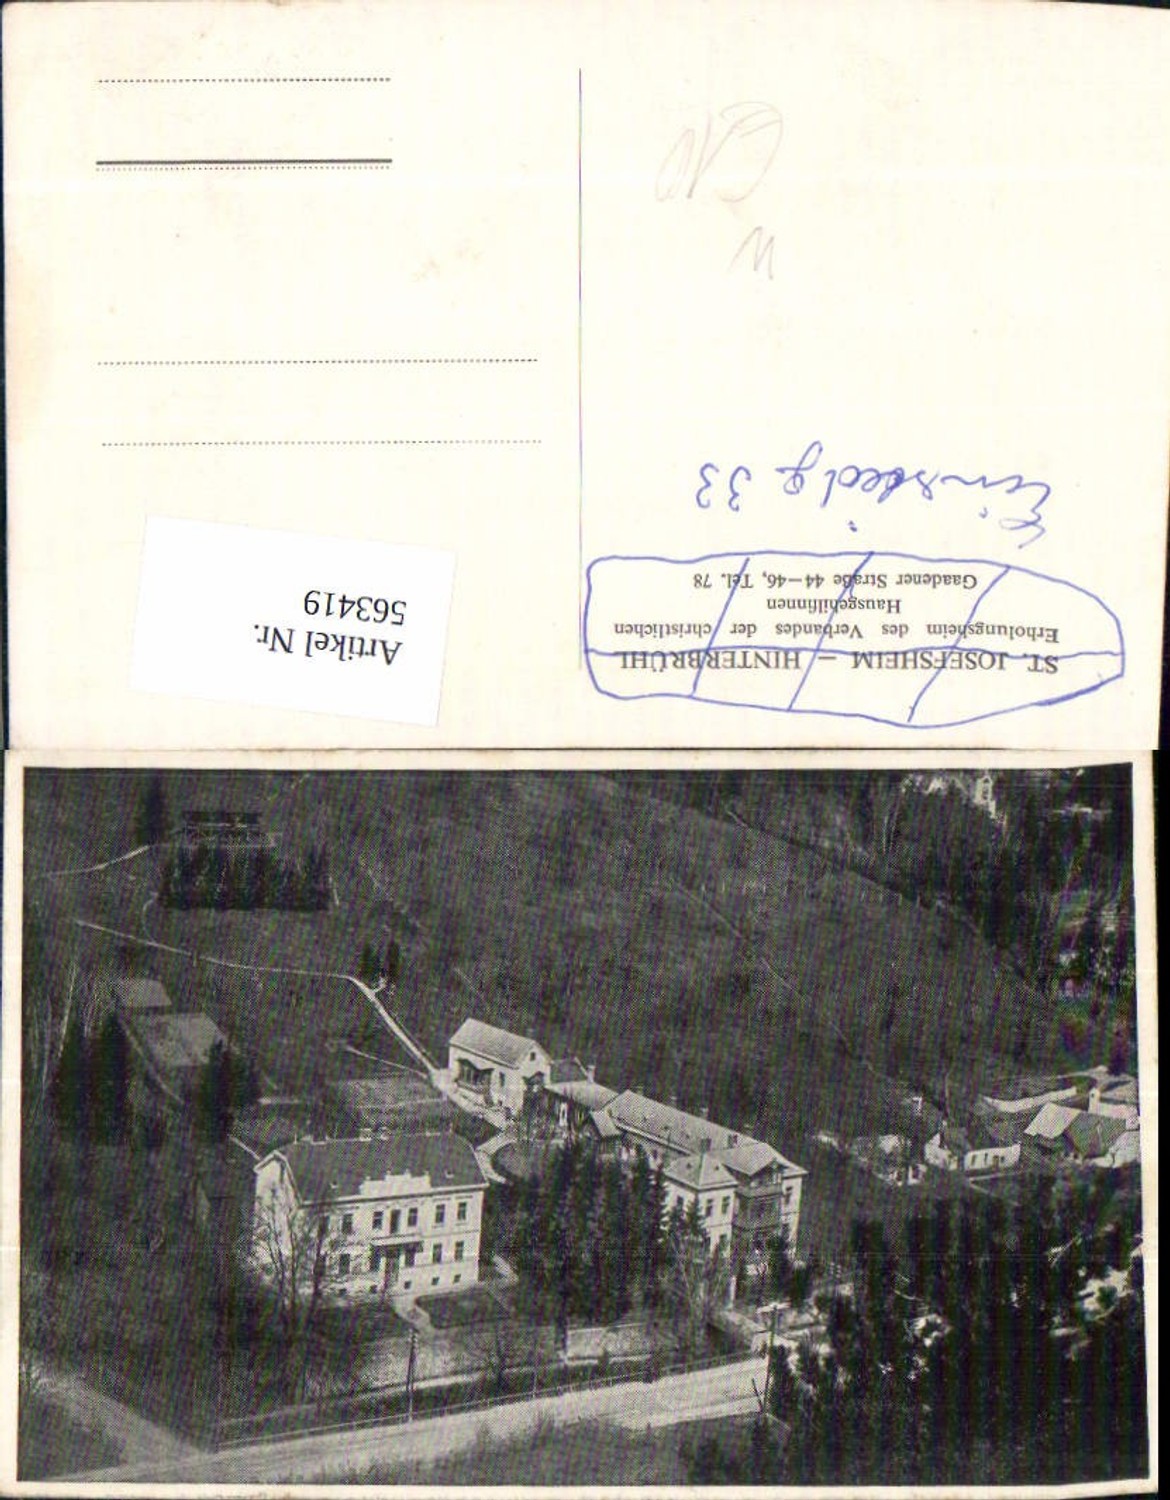 ST. JOSEFSHEIM — HINTERBRÜHL
Erholungsheim des Verbandes der christlichen
Hausgehilfinnen
Gaadener Straße 44—46, Tel. 78
33
Artikel Nr.
563419